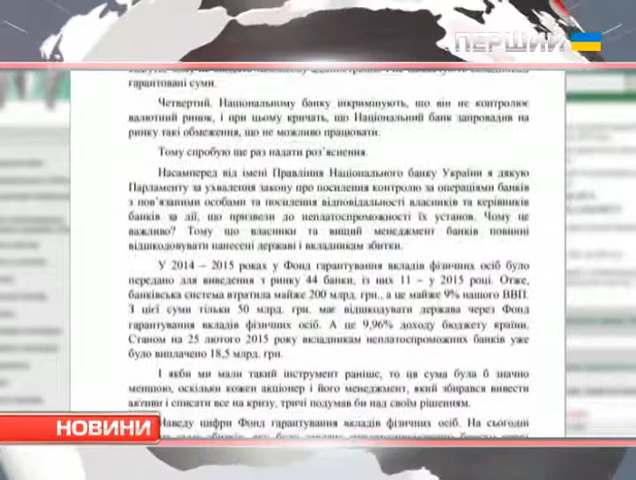 ПЕРШИЙ
гарантовані суми.
Четвертий. Національному банку інкримінують, що він не контролює
валютний ринок, і при цьому кричать, що Національний банк запровадив на
ринку такі обмеження, що не можливо працювати.
Тому спробую ще раз надати роз’яснення.
Насамперед від імені Правління Національного банку України я дякую
Парламенту за ухвалення закону про посилення контролю за операціями банків
з пов’язаними особами та посилення відповідальності власників та керівників
банків за дії, що призвели до неплатоспроможності їх установ. Чому це
важливо? Тому що власники та вищий менеджмент банків повинні
відшкодовувати нанесені державі і вкладникам збитки.
У 2014 – 2015 роках у Фонд гарантування вкладів фізичних осіб було
передано для виведення з ринку 44 банки, із них 11 – у 2015 році. Отже,
банківська система втратила майже 200 млрд. грн., а це майже 9% нашого ВВП.
З цієї суми тільки 50 млрд. грн. має відшкодувати держава через Фонд
гарантування вкладів фізичних осіб. А це 9,96% доходу бюджету країни.
Станом на 25 лютого 2015 року вкладникам неплатоспроможних банків уже
було виплачено 18,5 млрд. грн.
І якби ми мали такий інструмент раніше, то ця сума була б значно
меншою, оскільки кожен акціонер і його менеджмент, який збирався вивести
активи і списати все на кризу, тричі подумав би над своїм рішенням.
Наведу цифри Фонд гарантування вкладів фізичних осіб. На сьогодні
НОВИНИ